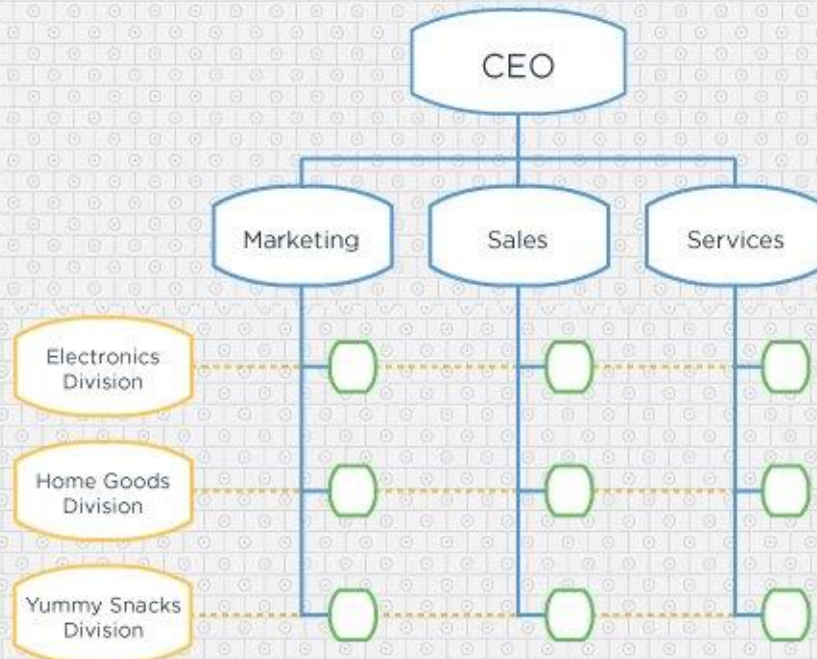 CEO
Marketing
Sales
Services
Electronics
Division
Home Goods
Division
Yummy Snacks
Division